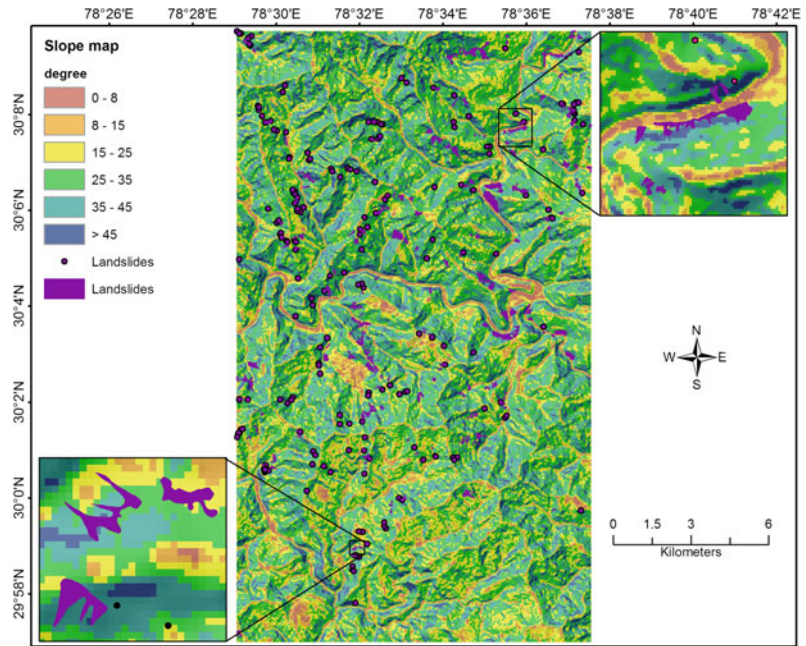 78°26'E 78°28'E 78°30'E 78°32'E 78°34'E 78°36'E 78°38'E 78°40'E 78°42'E
Slope map
degree
0 - 8
8 - 15
15 - 25
25 - 35
35 - 45
> 45
Landslides
Landslides
30°8'N
30°6'N
30°4'N
30°2'N
30°0'N
29°58'N
N
W E
S
0 1.5 3 6
Kilometers